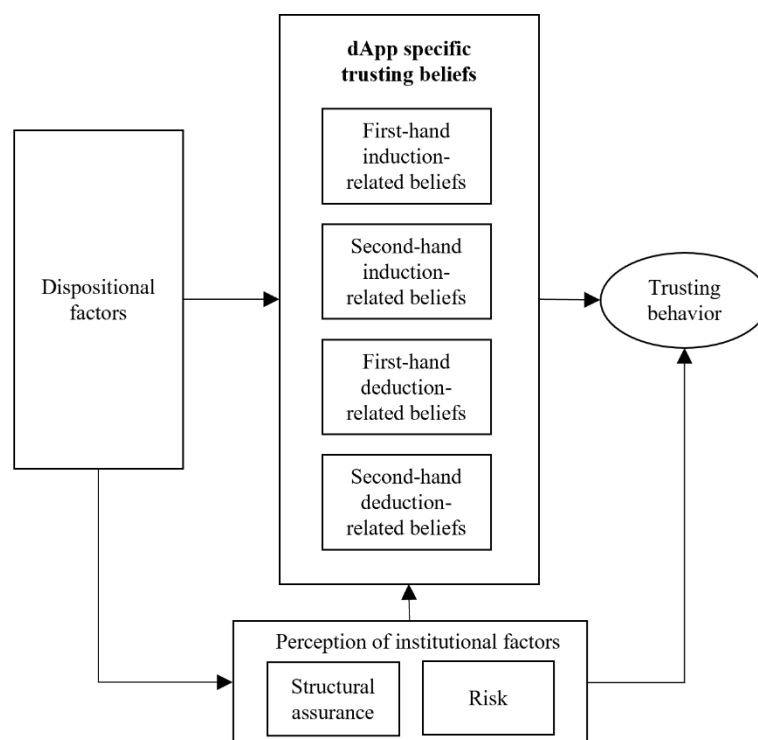 dApp specific
trusting beliefs
First-hand
induction-
related beliefs
Second-hand
induction-
related beliefs
Dispositional
factors
Trusting
behavior
First-hand
deduction-
related beliefs
Second-hand
deduction-
related beliefs
Perception of institutional factors
Structural
assurance
Risk